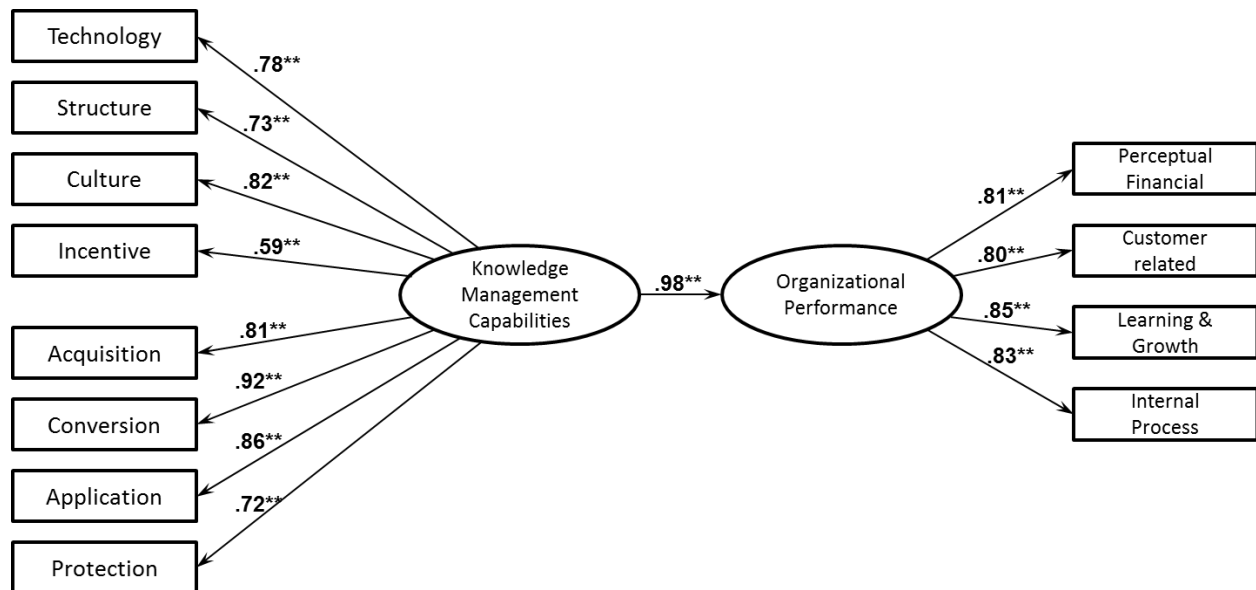 Technology
.78**
Structure
.73**
Culture
.82**
Incentive
.59**
Acquisition
.81**
Conversion
.92**
Application
.86**
Protection
.72**
Knowledge
Management
Capabilities
.98**
Organizational
Performance
.81**
Perceptual
Financial
.80**
Customer
related
.85**
Learning &
Growth
.83**
Internal
Process